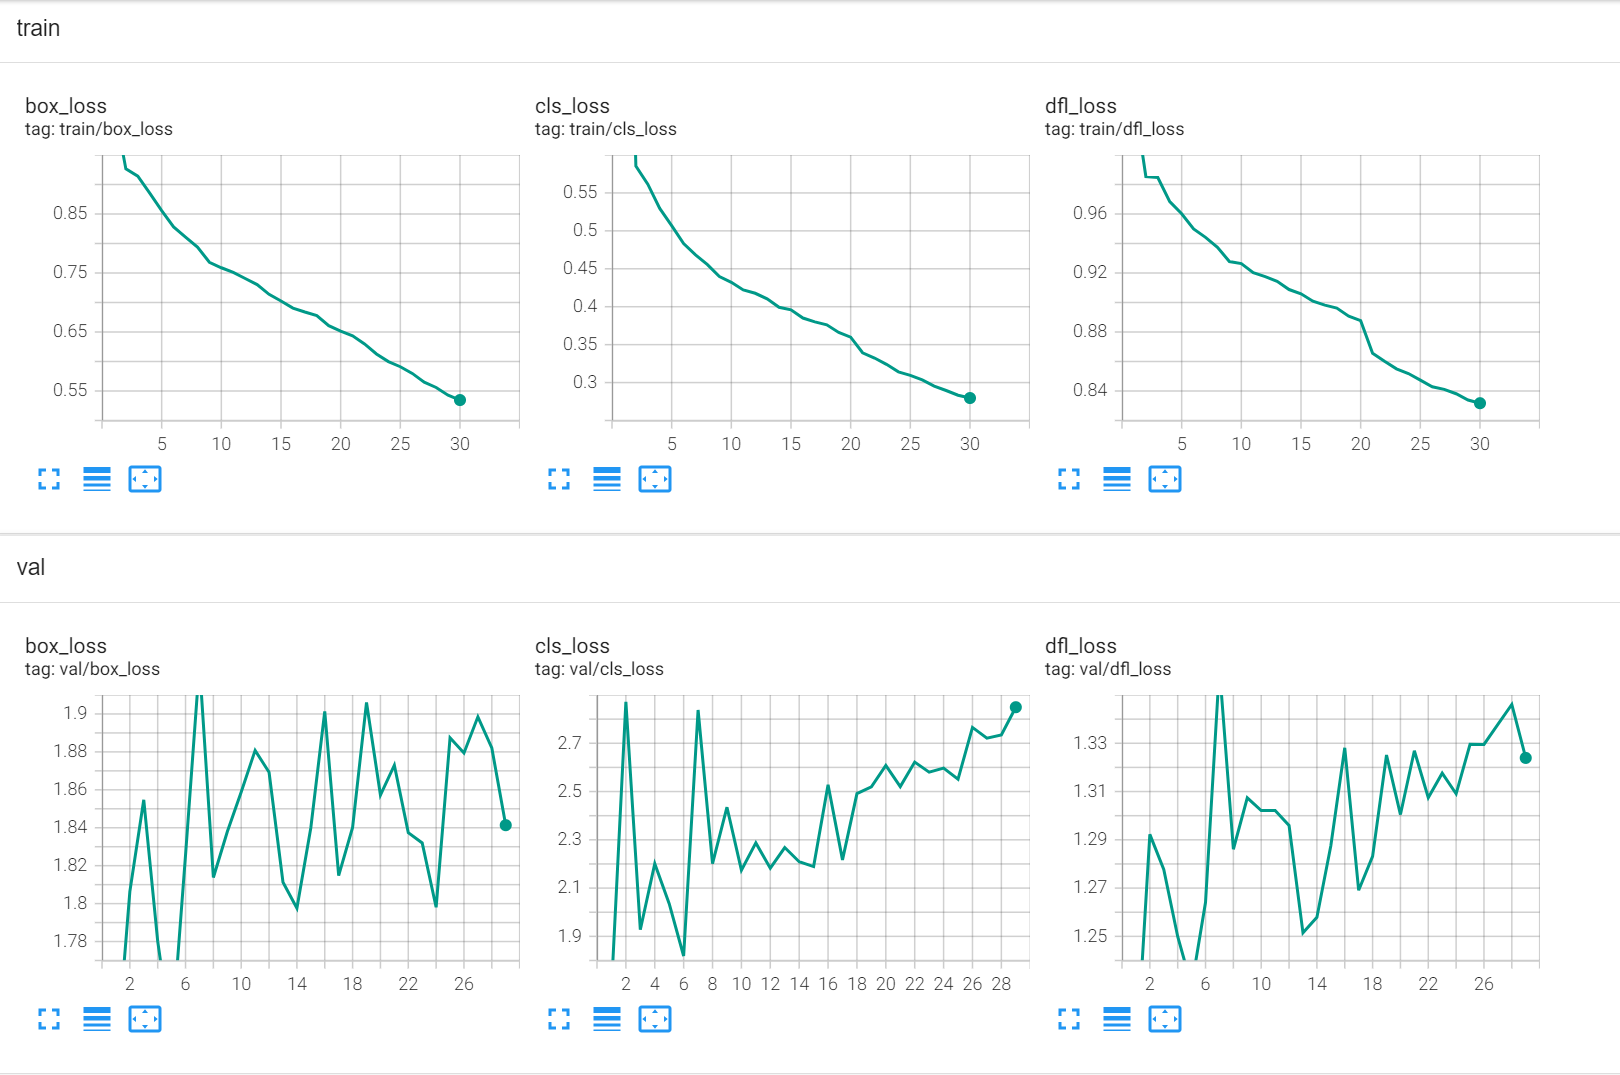 train
box_loss
tag: train/box_loss
0.85
0.75
0.65
0.55
5 10 15 20 25 30
cls_loss
tag: train/cls_loss
0.55
0.5
0.45
0.4
0.35
0.3
5 10 15 20 25 30
dfl_loss
tag: train/dfl_loss
0.96
0.92
0.88
0.84
5 10 15 20 25 30
val
box_loss
tag: val/box_loss
1.9
1.88
1.86
1.84
1.82
1.8
1.78
2 6 10 14 18 22 26
cls_loss
tag: val/cls_loss
2.7
2.5
2.3
2.1
1.9
2 4 6 8 10 12 14 16 18 20 22 24 26 28
dfl_loss
tag: val/dfl_loss
1.33
1.31
1.29
1.27
1.25
2 6 10 14 18 22 26